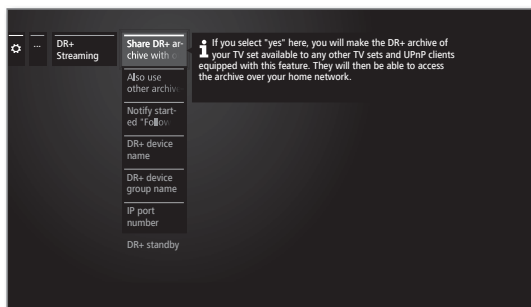 ...
DR+
Streaming
Share DR+ ar-
chive with
If you select "yes" here, you will make the DR+ archive of
your TV set available to any other TV sets and UPnP clients
equipped with this feature. They will then be able to access
the archive over your home network.
Also use
other archive
Notify start-
ed "Follow
DR+ device
name
DR+ device
group name
IP port
number
DR+ standby